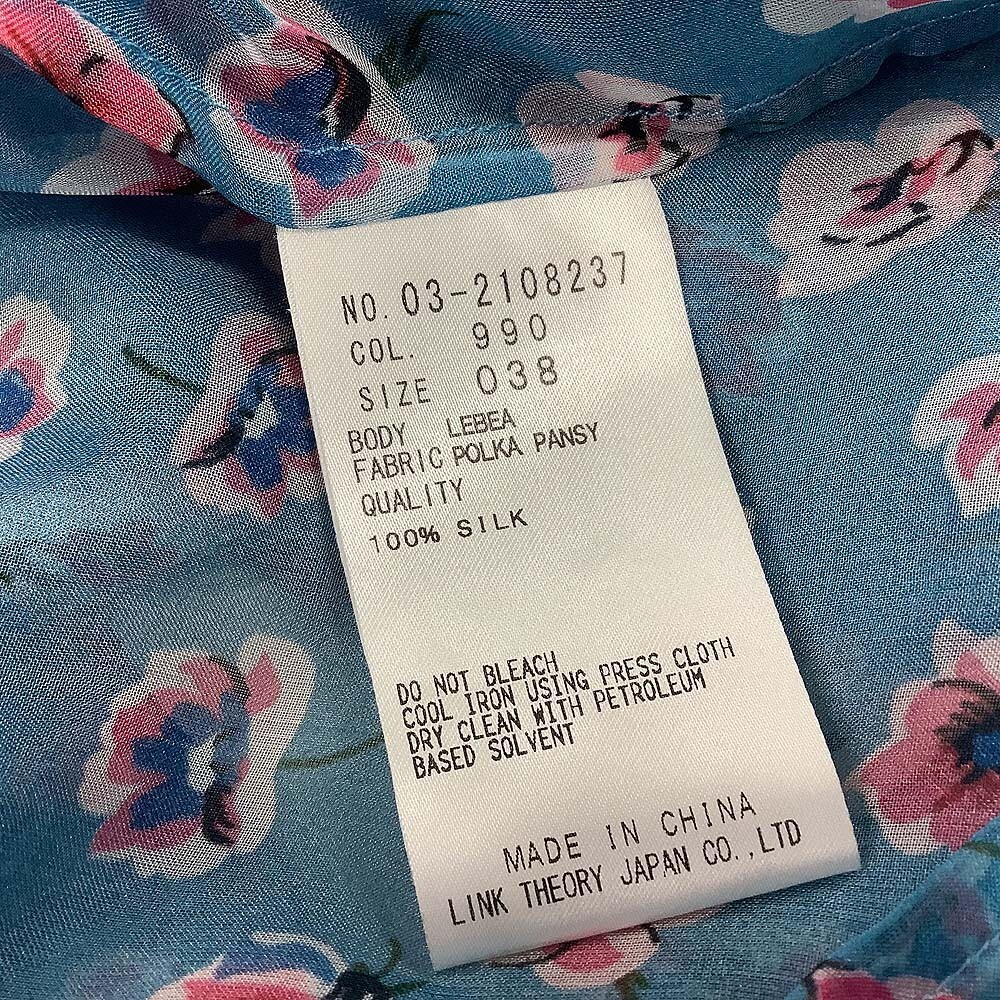 NO. 03-2108237
COL. 990
SIZE 038
BODY LEBEA
FABRIC POLKA PANSY
QUALITY
100% SILK
DO NOT BLEACH
COOL IRON USING PRESS CLOTH
DRY CLEAN WITH PETROLEUM
BASED SOLVENT
MADE IN CHINA
LINK THEORY JAPAN CO.,LTD